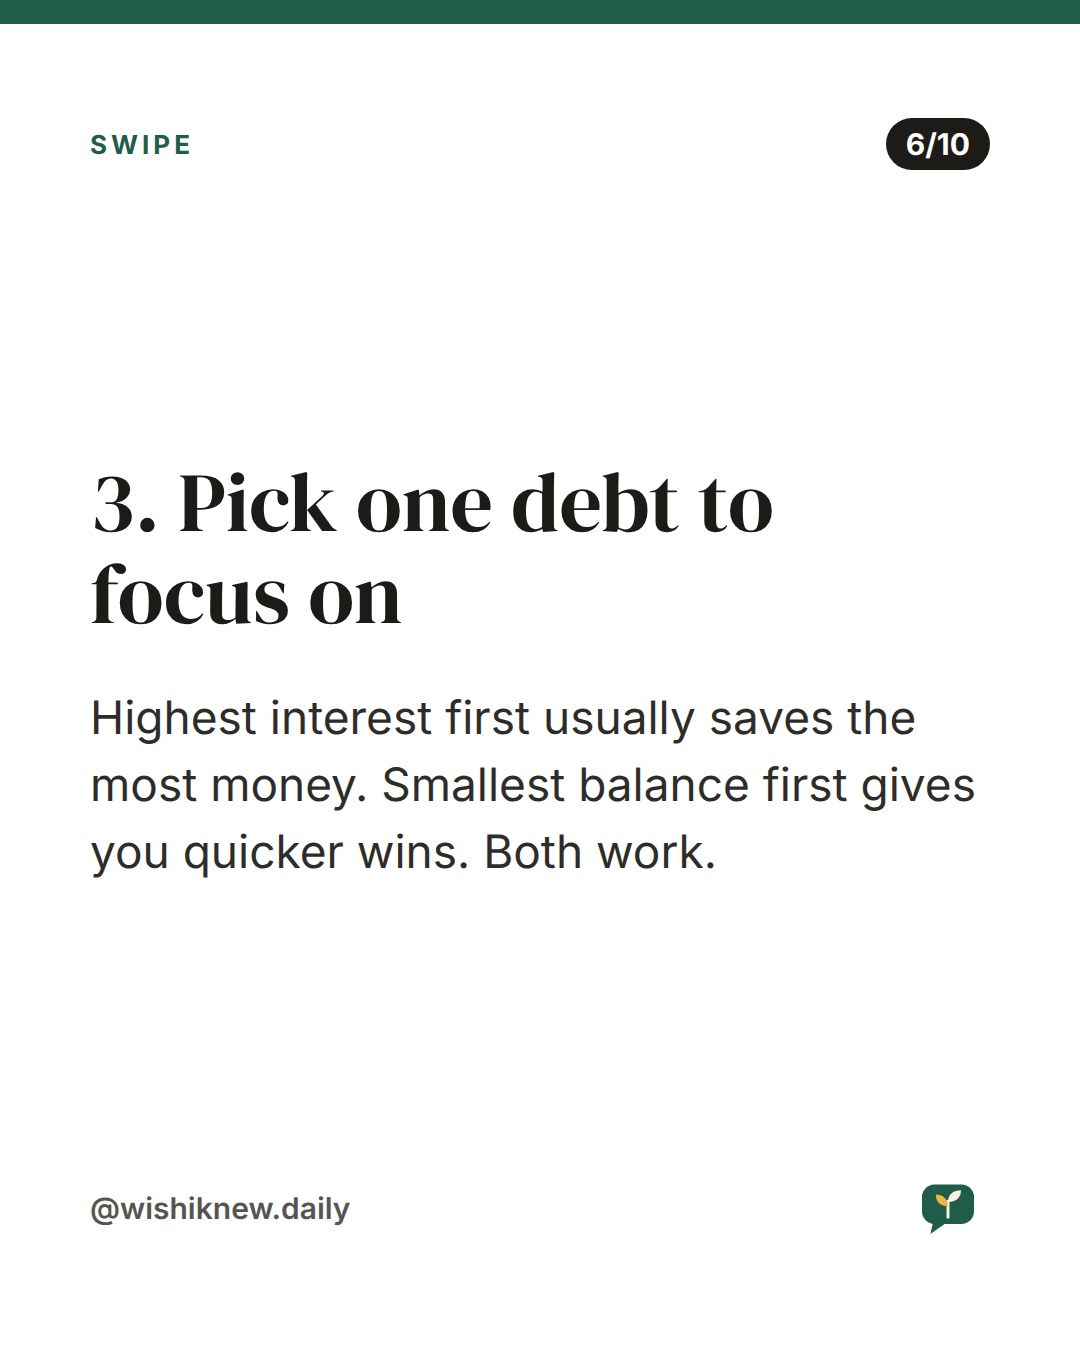 SWIPE
6/10
3. Pick one debt to
focus on
Highest interest first usually saves the
most money. Smallest balance first gives
you quicker wins. Both work.
@wishiknew.daily